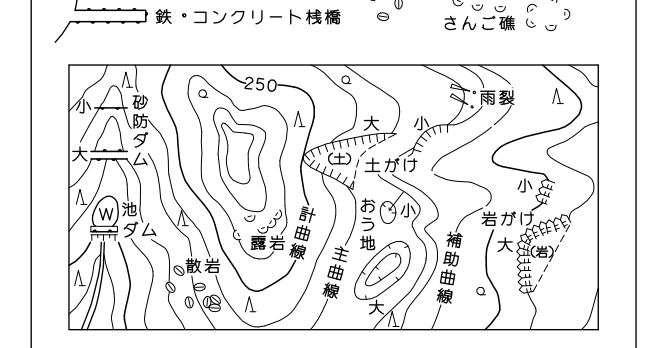 鉄・コンクリート桟橋
さんご礁
250
雨裂
小
砂防ダム
大
大
小
(土)
土がけ
小
W
池
ダム
おう地
小
岩がけ
大
(岩)
計曲線
露岩
主曲線
補助曲線
散岩
大